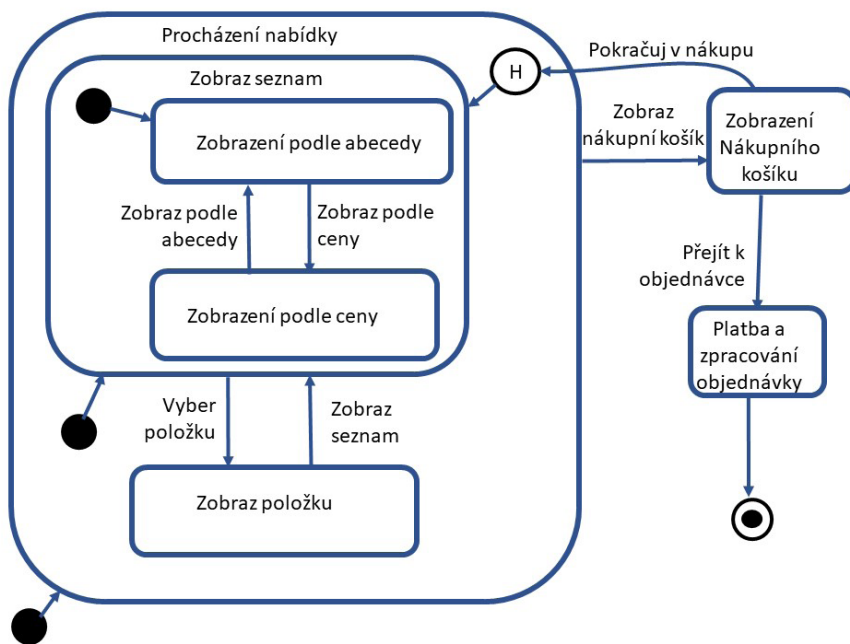 Procházení nabídky
Zobraz seznam
H
Pokračuj v nákupu
Zobrazení podle abecedy
Zobraz
nákupní košík
Zobrazení
Nákupního
košíku
Zobraz podle
abecedy
Zobraz podle
ceny
Přejít k
objednávce
Zobrazení podle ceny
Platba a
zpracování
objednávky
Vyber
položku
Zobraz
seznam
Zobraz položku